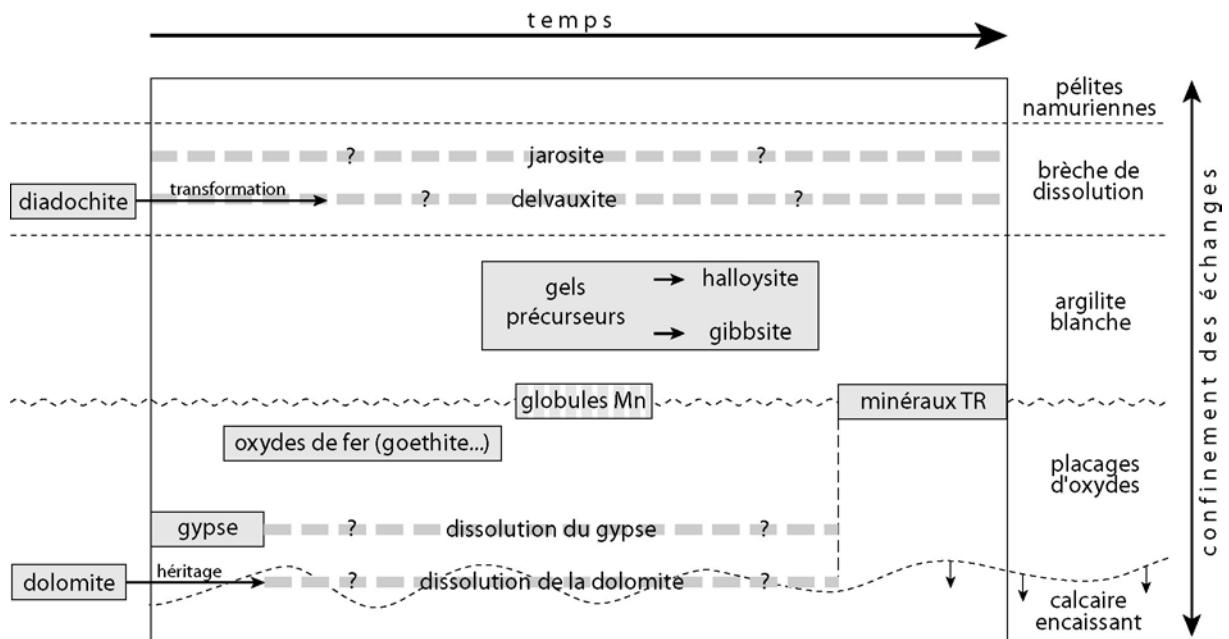 temps
pélites
namuriennes
? jarosite ?
brèche de
dissolution
diadochite
transformation
? delvauxite ?
gels
précurseurs
halloysite
gibbsite
argilite
blanche
globules Mn
minéraux TR
oxydes de fer (goethite...)
placages
d'oxydes
gypse
? dissolution du gypse ?
dolomite
héritage
? dissolution de la dolomite ?
calcaire
encaissant
confinement des échanges